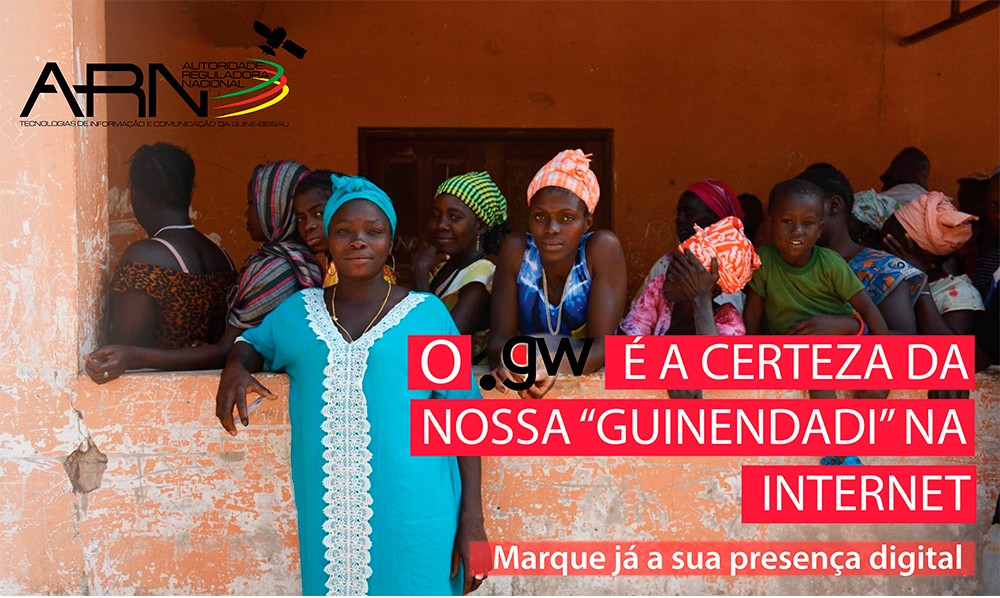 ARN
AUTORIDADE
REGULADORA
NACIONAL
TECNOLOGIAS DE INFORMAÇÃO E COMUNICAÇÃO DA GUINÉ-BISSAU
O .gw É A CERTEZA DA
NOSSA “GUINENDADI” NA
INTERNET
Marque já a sua presença digital